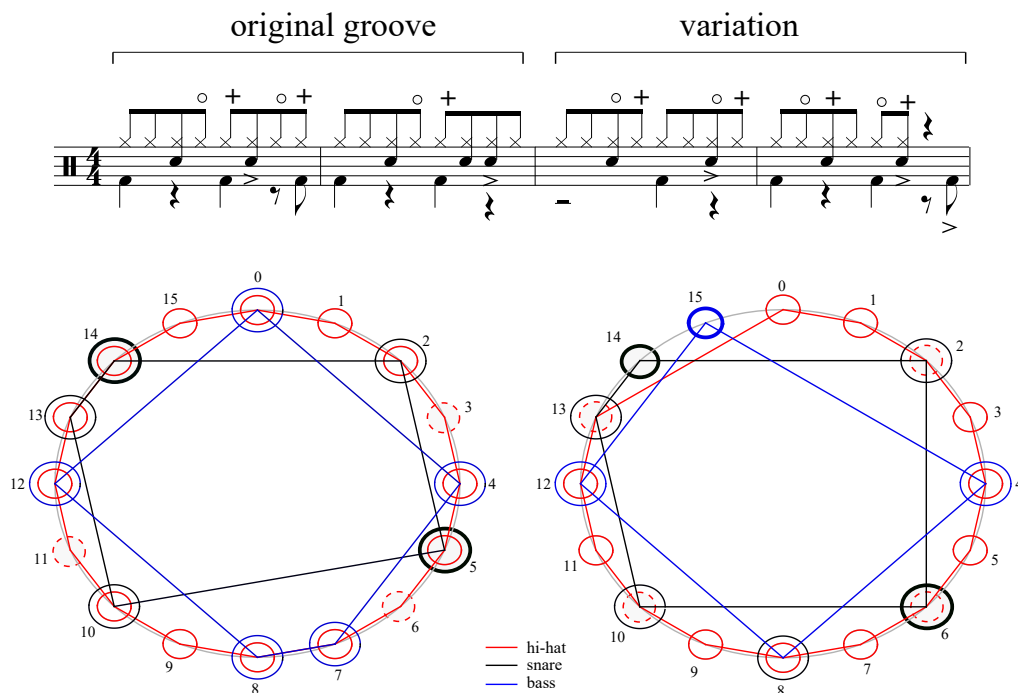 original groove variation
4
4
0 0
15 1 15 1
14 2 14 2
3 3
13 13
12 4 12 4
11 5 11 5
10 6 10 6
9 7 9 7
8 8
hi-hat
snare
bass